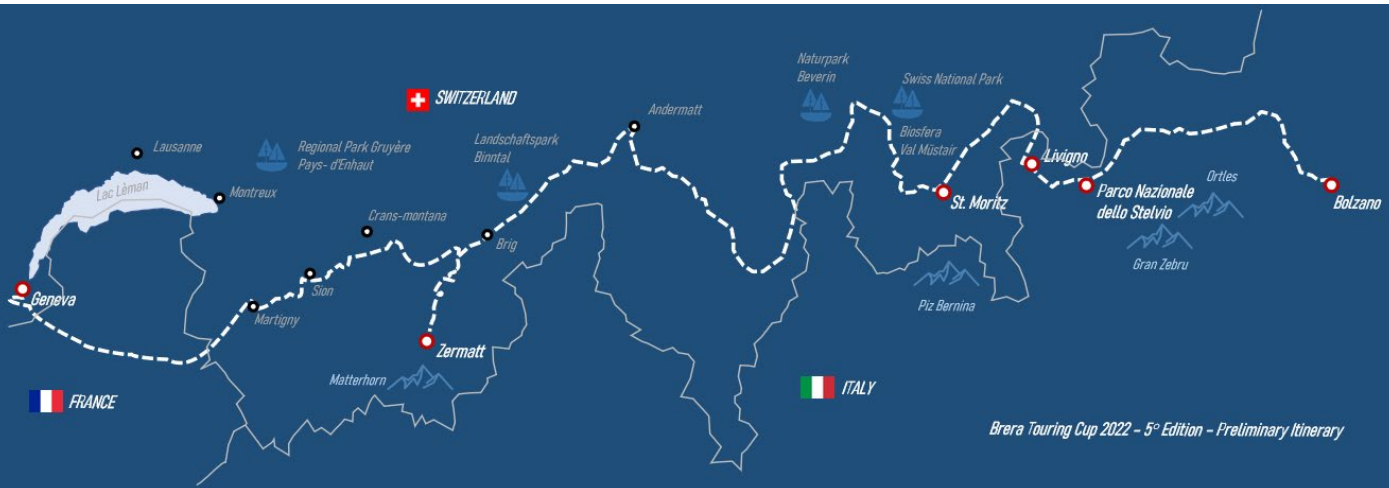 Naturpark
Beverin
Swiss National Park
SWITZERLAND
Andermatt
Lausanne
Regional Park Gruyère
Pays- d'Enhaut
Landschaftspark
Binntal
Biosfera
Val Müstair
Lac Lèman
Montreux
Livigno
Ortles
St. Moritz
Parco Nazionale
dello Stelvio
Bolzano
Crans-montana
Brig
Gran Zebru
Sion
Geneva
Piz Bernina
Martigny
Zermatt
Matterhorn
FRANCE
ITALY
Brera Touring Cup 2022 - 5° Edition - Preliminary Itinerary